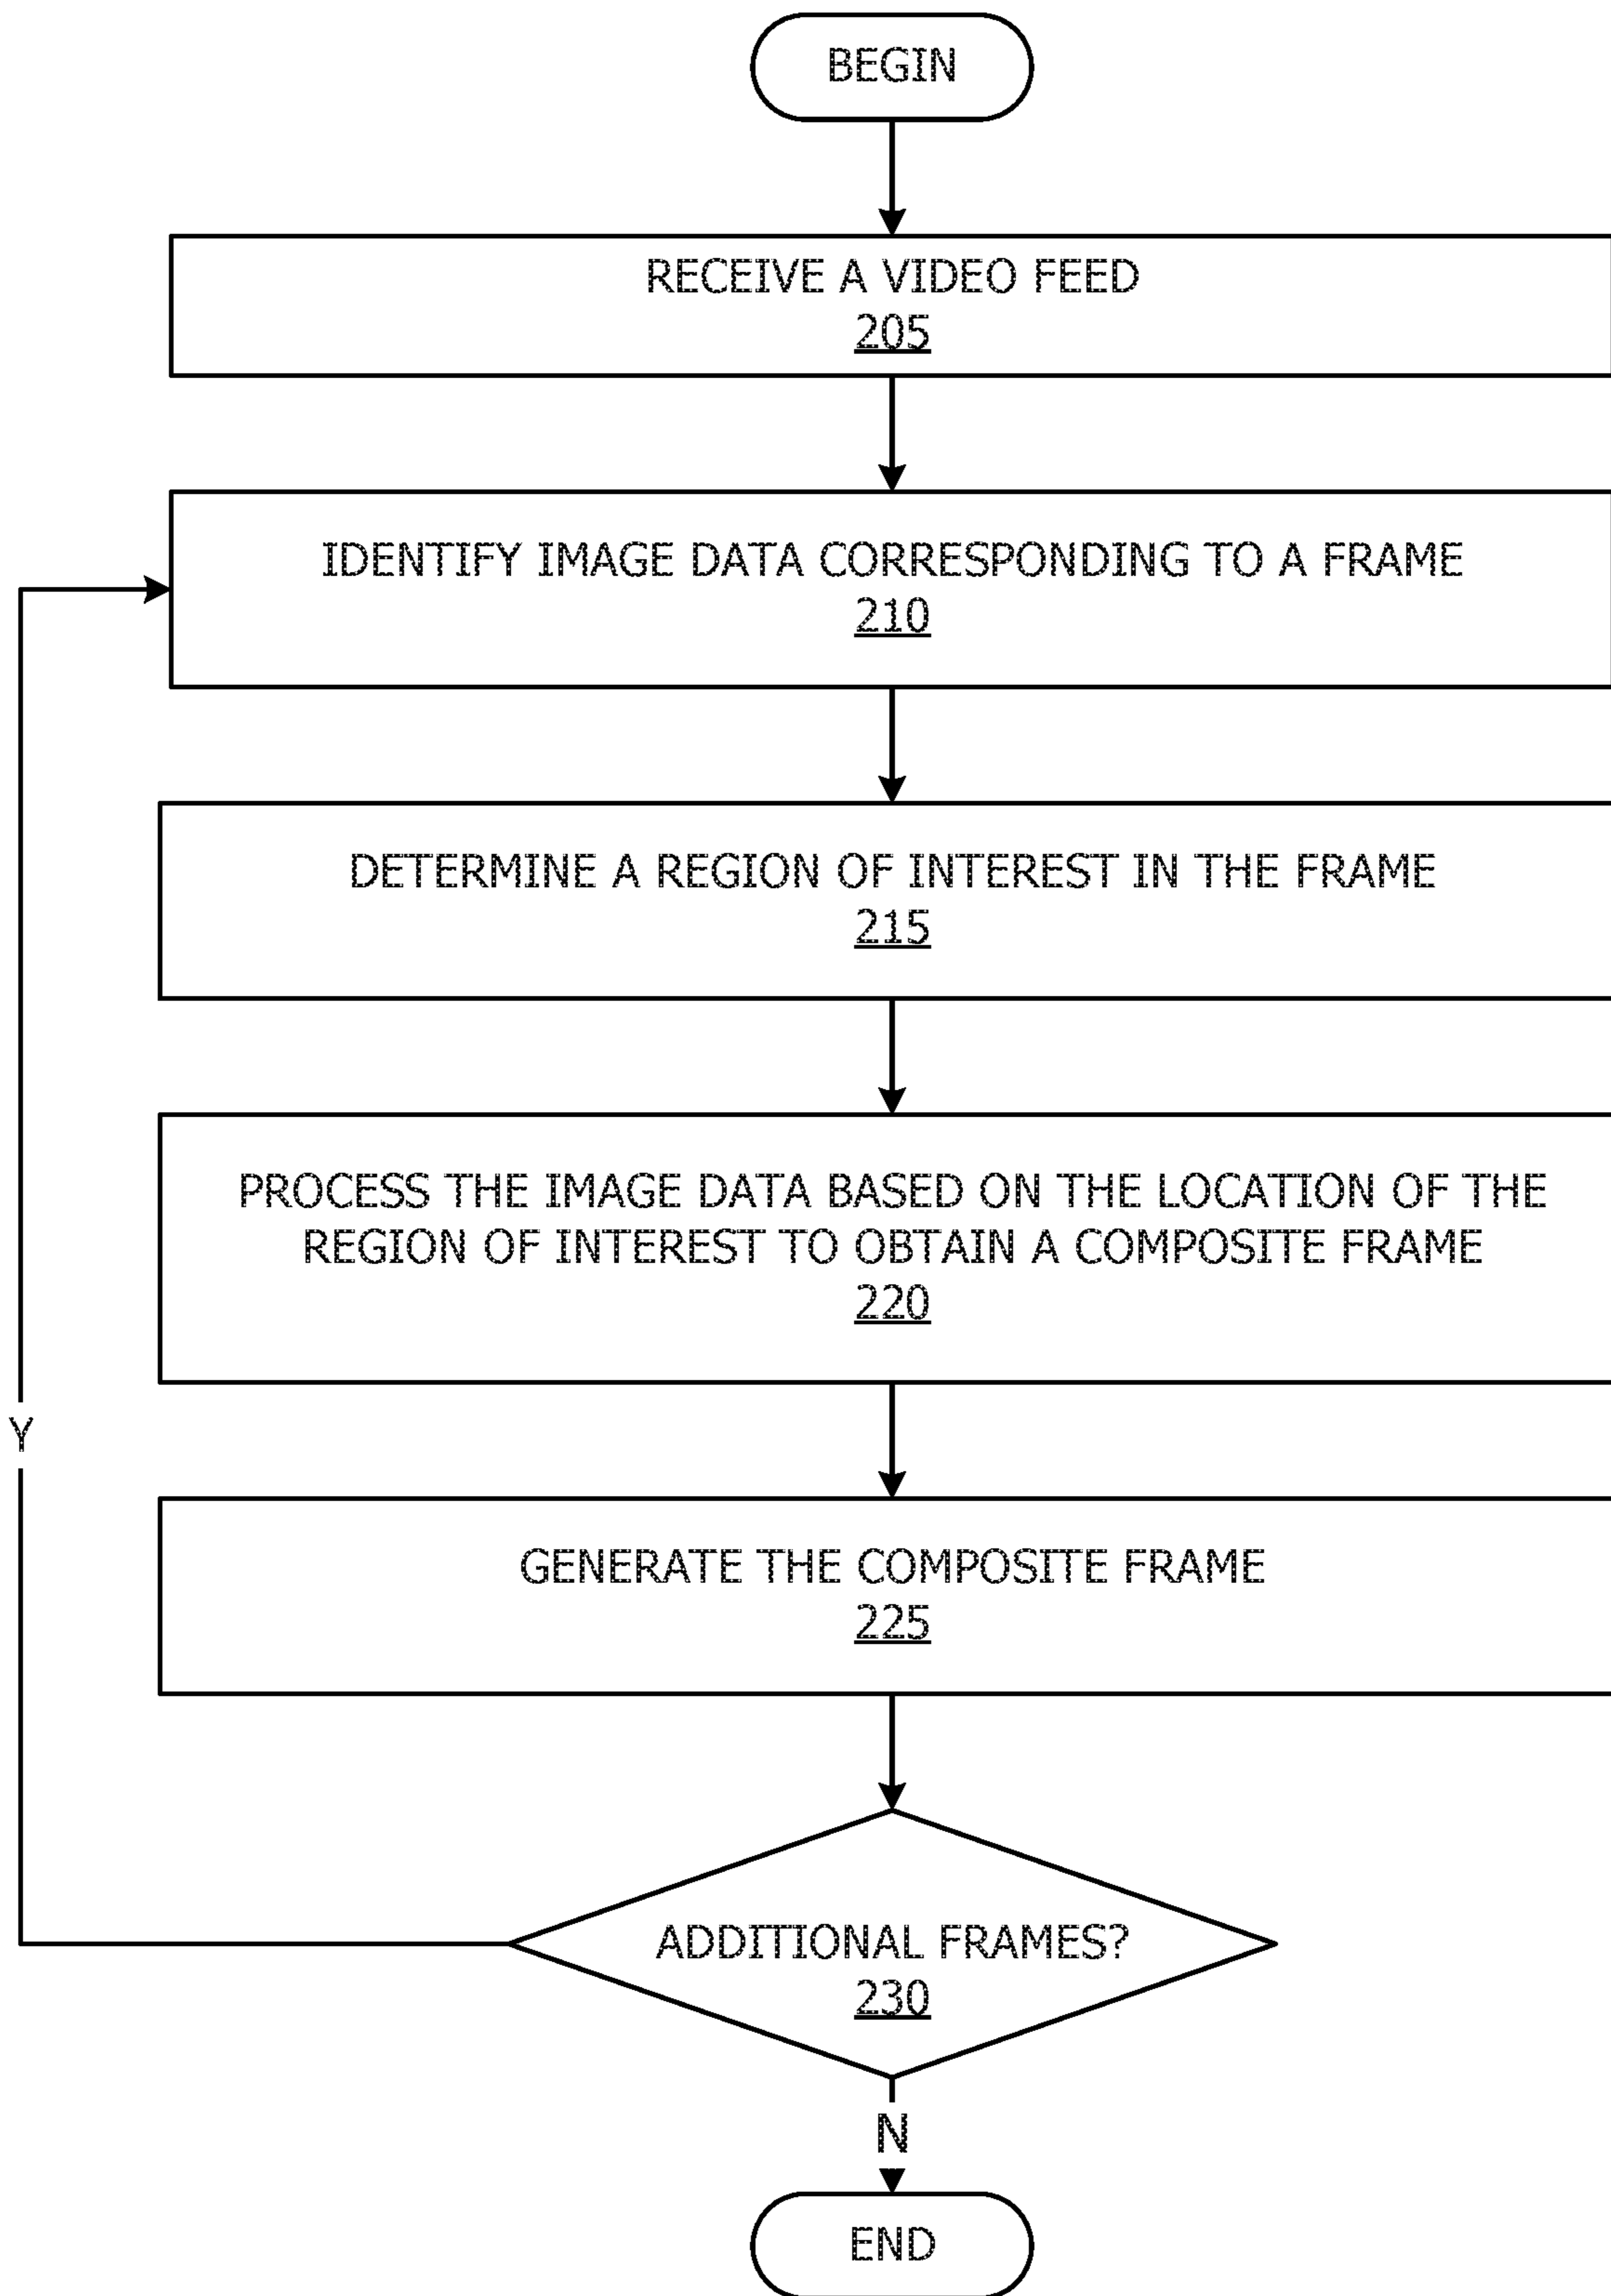 BEGIN
RECEIVE A VIDEO FEED
205
IDENTIFY IMAGE DATA CORRESPONDING TO A FRAME
210
DETERMINE A REGION OF INTEREST IN THE FRAME
215
PROCESS THE IMAGE DATA BASED ON THE LOCATION OF THE
REGION OF INTEREST TO OBTAIN A COMPOSITE FRAME
220
Y
GENERATE THE COMPOSITE FRAME
225
ADDITIONAL FRAMES?
230
N
END